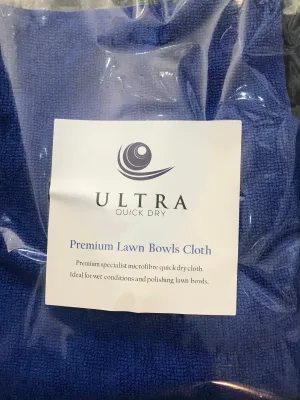 ULTRA
QUICK DRY
Premium Lawn Bowls Cloth
Premium specialist microfibre quick dry cloth.
Ideal for wet conditions and polishing lawn bowls.